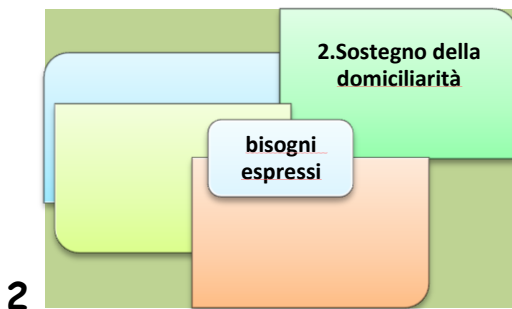 2.Sostegno della
domiciliarità
bisogni
espressi
2